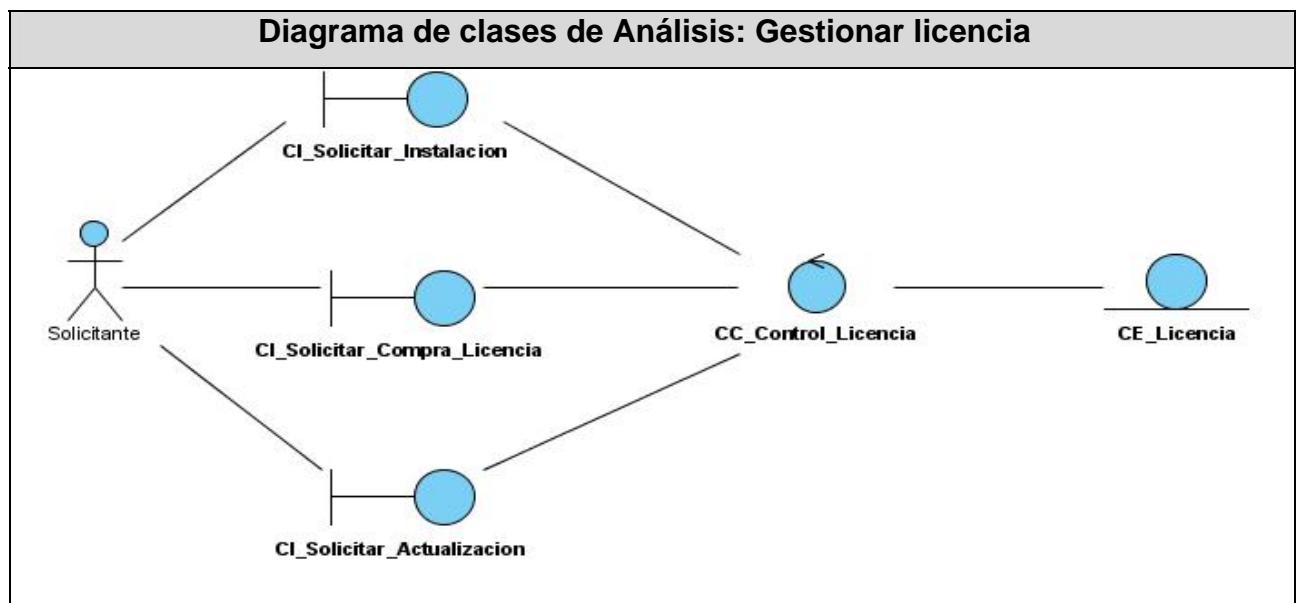 Diagrama de clases de Análisis: Gestionar licencia
CI_Solicitar_Instalacion
Solicitante
CI_Solicitar_Compra_Licencia
CC_Control_Licencia
CE_Licencia
CI_Solicitar_Actualizacion